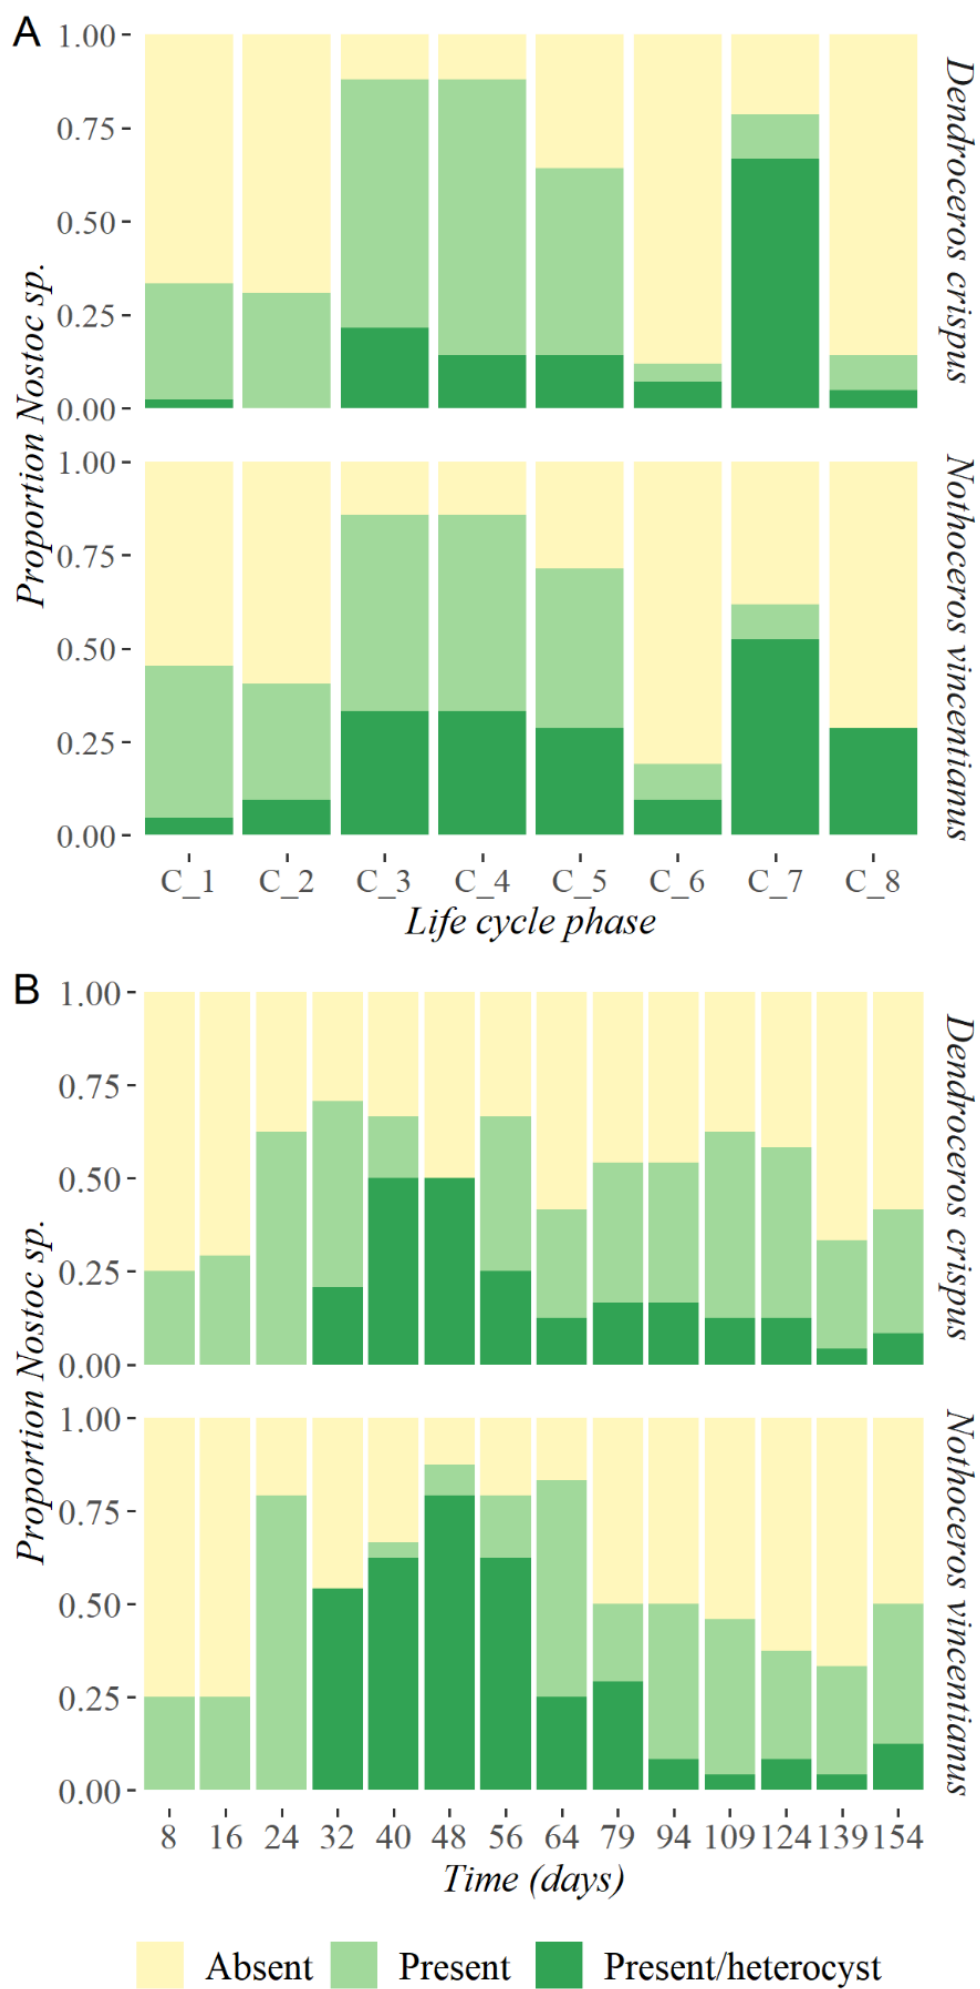 A
1.00
0.75
0.50
0.25
0.00
Dendroceros crispus
Proportion Nostoc sp.
1.00
0.75
0.50
0.25
0.00
Nothoceros vincentianus
C_1 C_2 C_3 C_4 C_5 C_6 C_7 C_8
Life cycle phase
B
1.00
0.75
0.50
0.25
0.00
Dendroceros crispus
Proportion Nostoc sp.
1.00
0.75
0.50
0.25
0.00
Nothoceros vincentianus
8 16 24 32 40 48 56 64 79 94 109 124 139 154
Time (days)
Absent Present Present/heterocyst